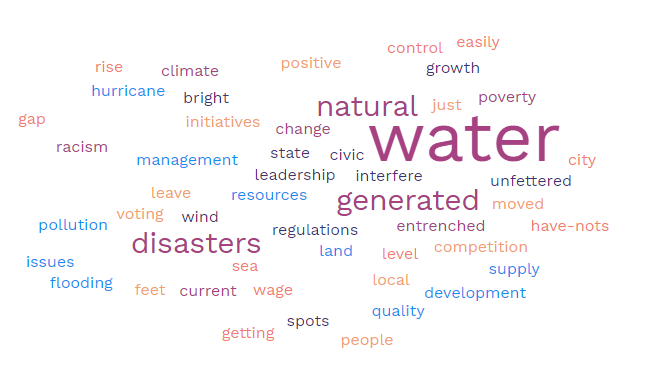 easily
control
positive
rise
climate
growth
hurricane
bright
natural
just
poverty
gap
initiatives
change
water
racism
management
state
civic
city
leadership
interfere
unfettered
leave
resources
generated
moved
voting
wind
pollution
regulations
entrenched
have-nots
disasters
land
level
competition
issues
sea
supply
flooding
feet
current
wage
local
development
quality
spots
getting
people